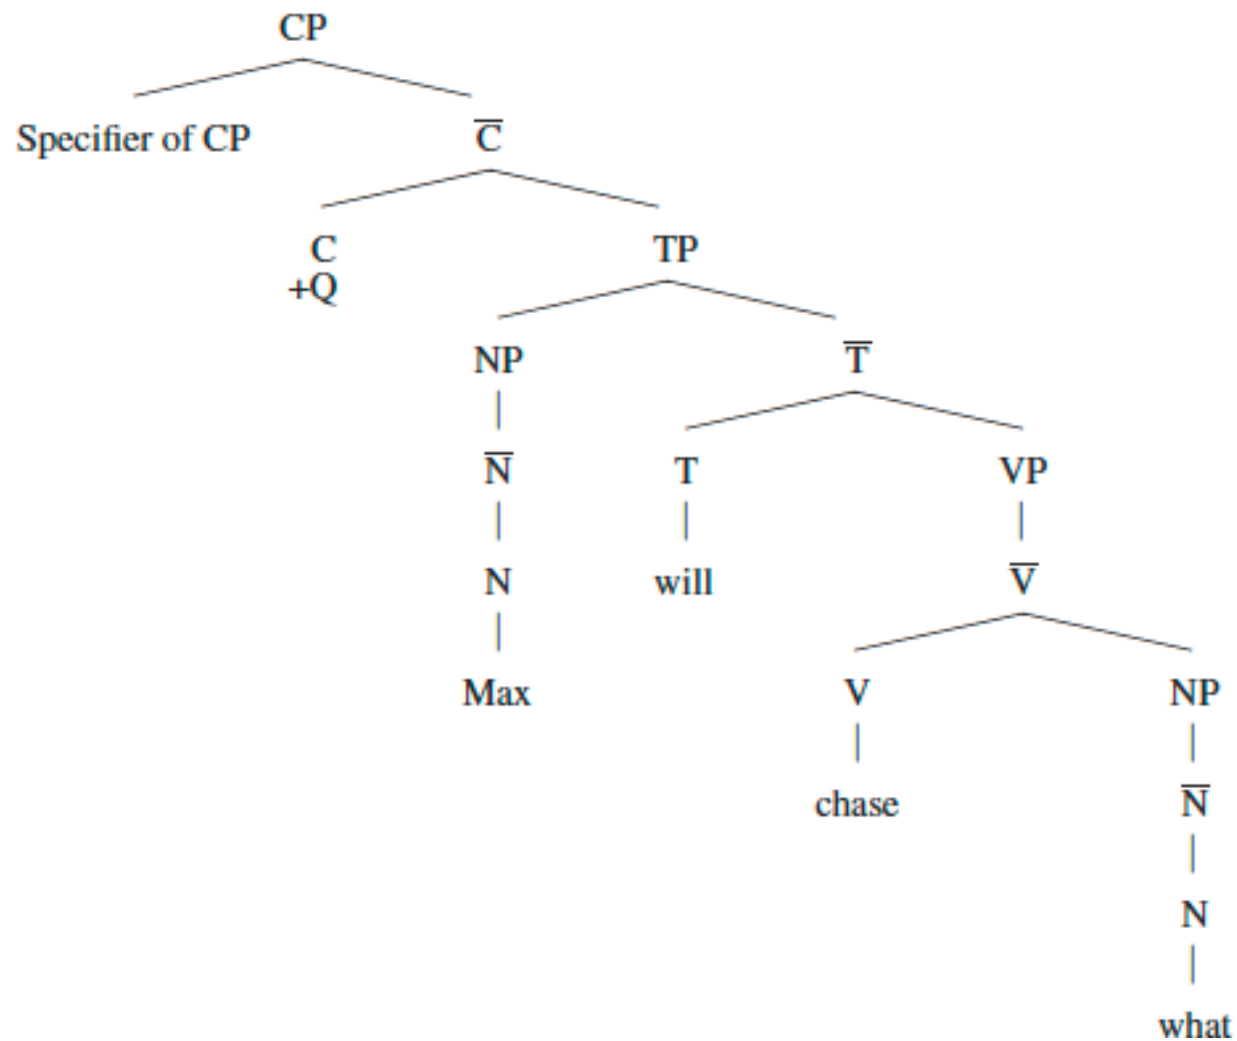 CP
Specifier of CP C̅
C TP
+Q
NP T̅
N̅ T VP
N will V̅
Max V NP
chase N̅
N
what